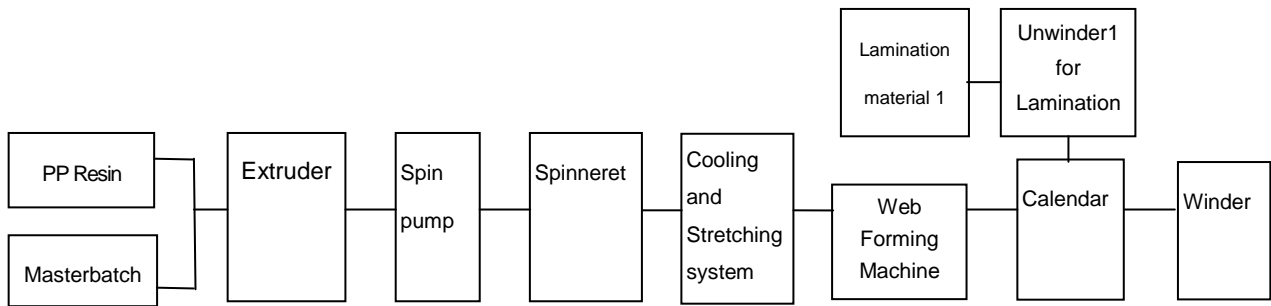 Lamination
material 1
Unwinder1
for
Lamination
PP Resin
Masterbatch
Extruder
Spin
pump
Spinneret
Cooling
and
Stretching
system
Web
Forming
Machine
Calendar
Winder